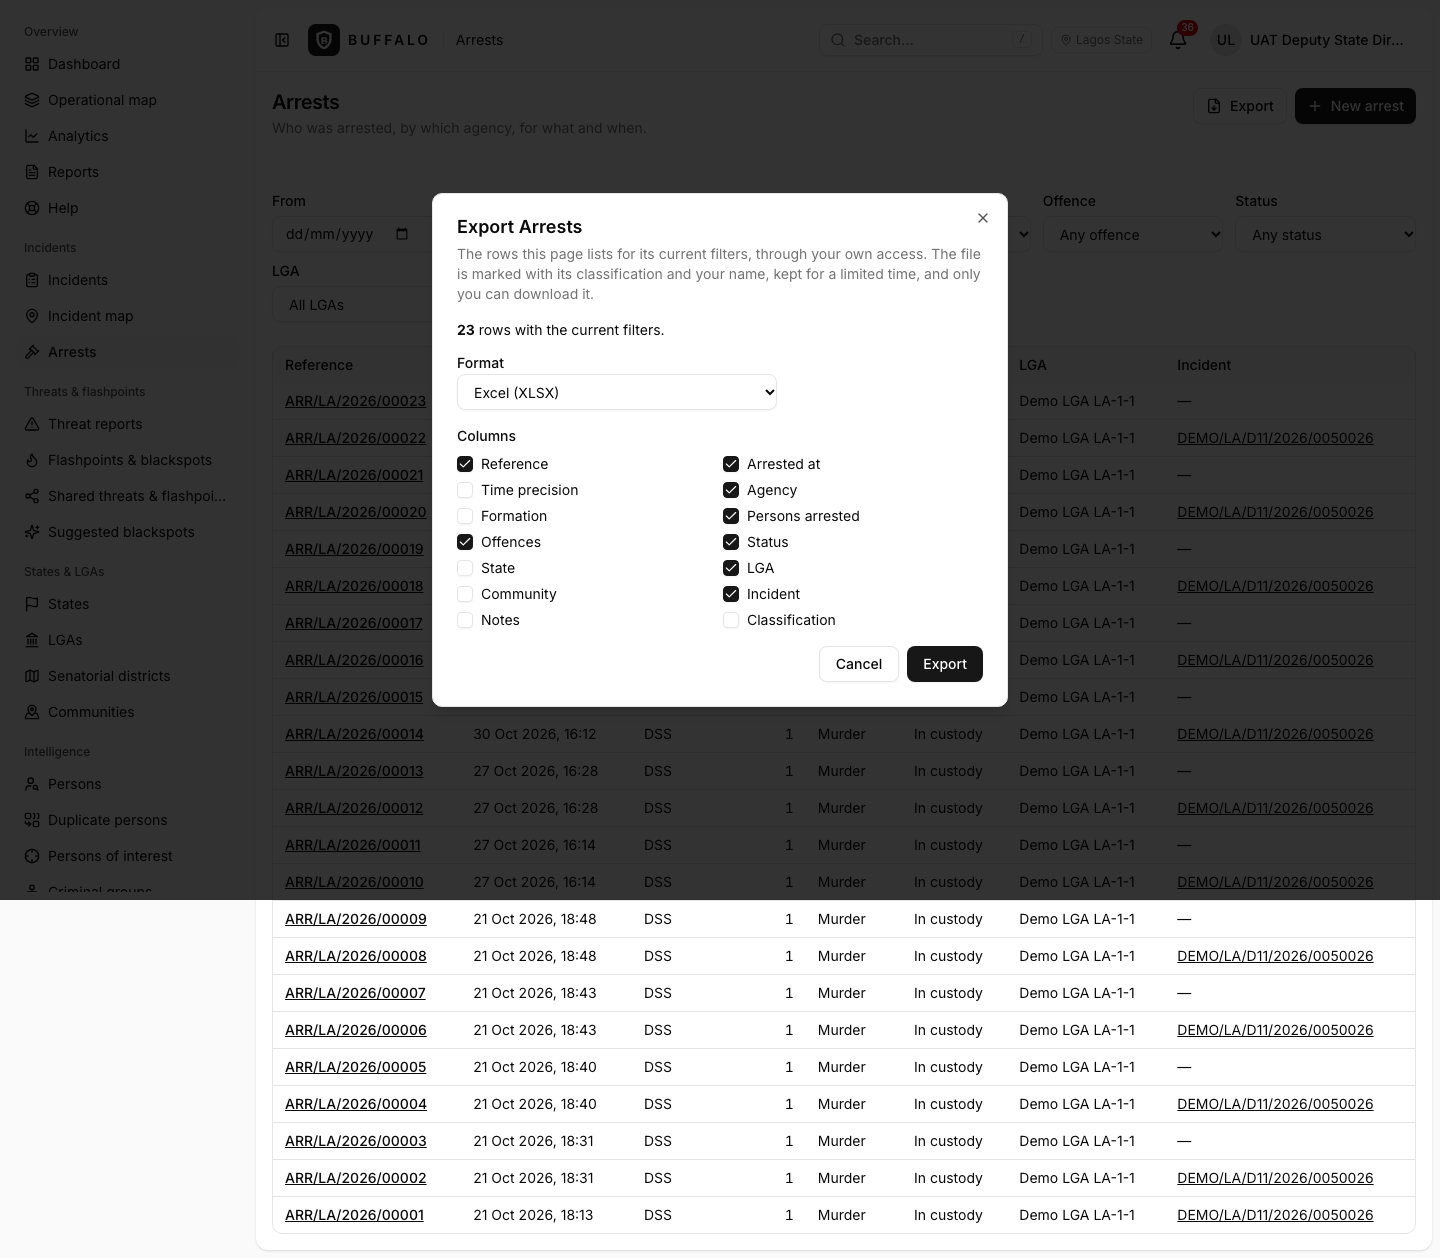 Overview
Dashboard
Operational map
Analytics
Reports
Help
Incidents
Incidents
Incident map
Arrests
Threats & flashpoints
Threat reports
Flashpoints & blackspots
Shared threats & flashpoi...
Suggested blackspots
States & LGAs
States
LGAs
Senatorial districts
Communities
Intelligence
Persons
Duplicate persons
Persons of interest
Criminal groups
BUFFALO Arrests Search... / Lagos State 36 UL UAT Deputy State Dir...
Arrests
Who was arrested, by which agency, for what and when.
Export + New arrest
From Offence Status
dd/mm/yyyy Any offence Any status
LGA
All LGAs
Export Arrests
The rows this page lists for its current filters, through your own access. The file
is marked with its classification and your name, kept for a limited time, and only
you can download it.
23 rows with the current filters.
Format
Excel (XLSX)
Columns
Reference Arrested at
Time precision Agency
Formation Persons arrested
Offences Status
State LGA
Community Incident
Notes Classification
Cancel Export
Reference LGA Incident
ARR/LA/2026/00023 Demo LGA LA-1-1 —
ARR/LA/2026/00022 Demo LGA LA-1-1 DEMO/LA/D11/2026/0050026
ARR/LA/2026/00021 Demo LGA LA-1-1 —
ARR/LA/2026/00020 Demo LGA LA-1-1 DEMO/LA/D11/2026/0050026
ARR/LA/2026/00019 Demo LGA LA-1-1 —
ARR/LA/2026/00018 Demo LGA LA-1-1 DEMO/LA/D11/2026/0050026
ARR/LA/2026/00017 Demo LGA LA-1-1 —
ARR/LA/2026/00016 Demo LGA LA-1-1 DEMO/LA/D11/2026/0050026
ARR/LA/2026/00015 Demo LGA LA-1-1 —
ARR/LA/2026/00014 30 Oct 2026, 16:12 DSS 1 Murder In custody Demo LGA LA-1-1 DEMO/LA/D11/2026/0050026
ARR/LA/2026/00013 27 Oct 2026, 16:28 DSS 1 Murder In custody Demo LGA LA-1-1 —
ARR/LA/2026/00012 27 Oct 2026, 16:28 DSS 1 Murder In custody Demo LGA LA-1-1 DEMO/LA/D11/2026/0050026
ARR/LA/2026/00011 27 Oct 2026, 16:14 DSS 1 Murder In custody Demo LGA LA-1-1 —
ARR/LA/2026/00010 27 Oct 2026, 16:14 DSS 1 Murder In custody Demo LGA LA-1-1 DEMO/LA/D11/2026/0050026
ARR/LA/2026/00009 21 Oct 2026, 18:48 DSS 1 Murder In custody Demo LGA LA-1-1 —
ARR/LA/2026/00008 21 Oct 2026, 18:48 DSS 1 Murder In custody Demo LGA LA-1-1 DEMO/LA/D11/2026/0050026
ARR/LA/2026/00007 21 Oct 2026, 18:43 DSS 1 Murder In custody Demo LGA LA-1-1 —
ARR/LA/2026/00006 21 Oct 2026, 18:43 DSS 1 Murder In custody Demo LGA LA-1-1 DEMO/LA/D11/2026/0050026
ARR/LA/2026/00005 21 Oct 2026, 18:40 DSS 1 Murder In custody Demo LGA LA-1-1 —
ARR/LA/2026/00004 21 Oct 2026, 18:40 DSS 1 Murder In custody Demo LGA LA-1-1 DEMO/LA/D11/2026/0050026
ARR/LA/2026/00003 21 Oct 2026, 18:31 DSS 1 Murder In custody Demo LGA LA-1-1 —
ARR/LA/2026/00002 21 Oct 2026, 18:31 DSS 1 Murder In custody Demo LGA LA-1-1 DEMO/LA/D11/2026/0050026
ARR/LA/2026/00001 21 Oct 2026, 18:13 DSS 1 Murder In custody Demo LGA LA-1-1 DEMO/LA/D11/2026/0050026